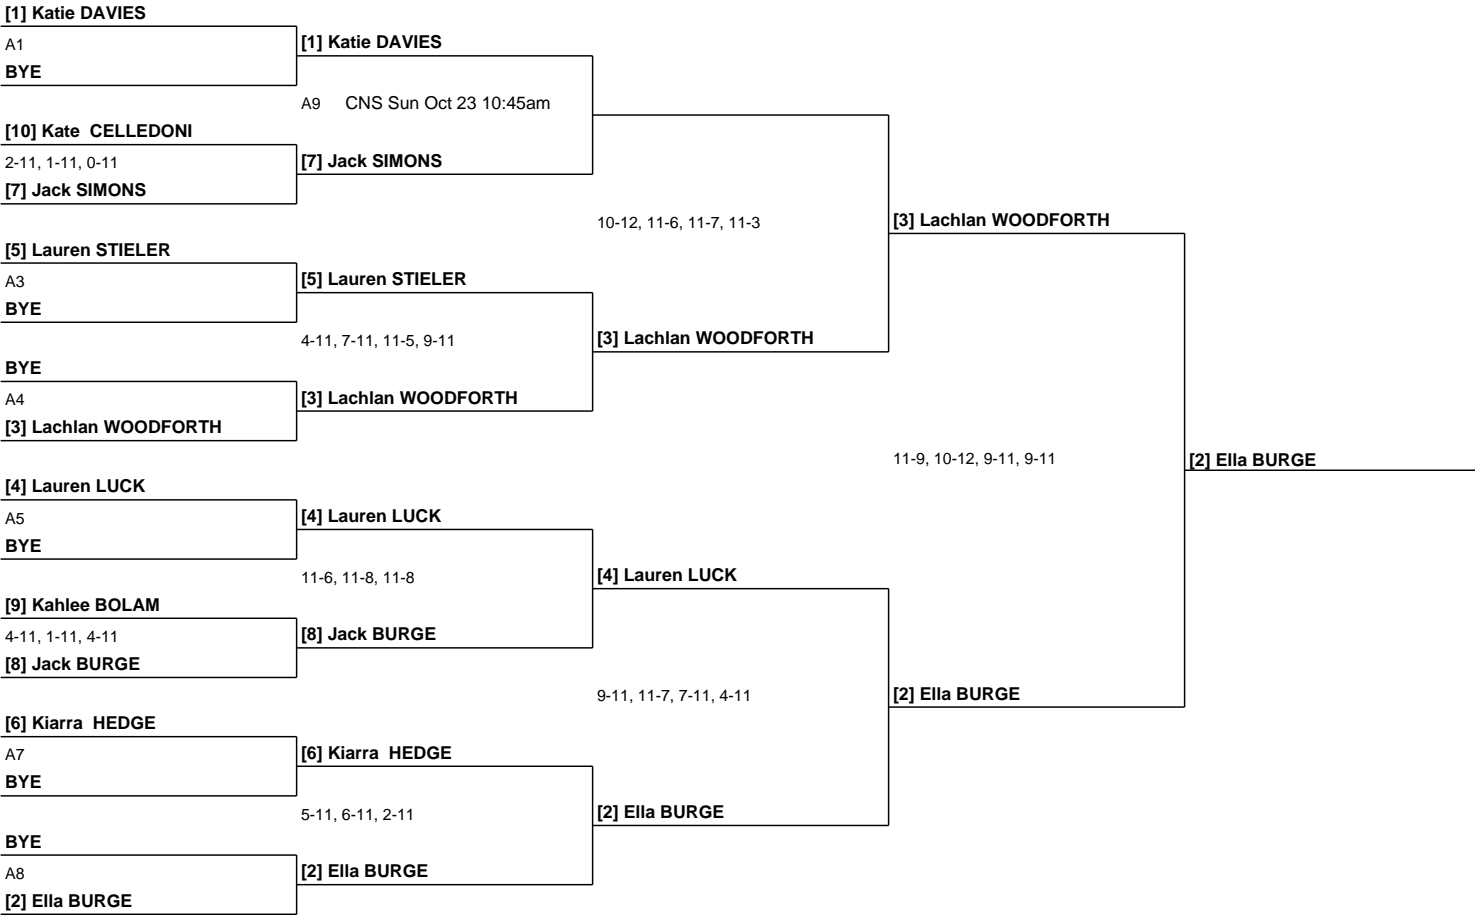 [1] Katie DAVIES
A1
BYE
[1] Katie DAVIES
A9 CNS Sun Oct 23 10:45am
[10] Kate  CELLEDONI
2-11, 1-11, 0-11
[7] Jack SIMONS
[7] Jack SIMONS
10-12, 11-6, 11-7, 11-3
[3] Lachlan WOODFORTH
[5] Lauren STIELER
A3
BYE
[5] Lauren STIELER
4-11, 7-11, 11-5, 9-11
[3] Lachlan WOODFORTH
BYE
A4
[3] Lachlan WOODFORTH
[3] Lachlan WOODFORTH
11-9, 10-12, 9-11, 9-11
[2] Ella BURGE
[4] Lauren LUCK
A5
BYE
[4] Lauren LUCK
11-6, 11-8, 11-8
[4] Lauren LUCK
[9] Kahlee BOLAM
4-11, 1-11, 4-11
[8] Jack BURGE
[8] Jack BURGE
9-11, 11-7, 7-11, 4-11
[2] Ella BURGE
[6] Kiarra  HEDGE
A7
BYE
[6] Kiarra  HEDGE
5-11, 6-11, 2-11
[2] Ella BURGE
BYE
A8
[2] Ella BURGE
[2] Ella BURGE